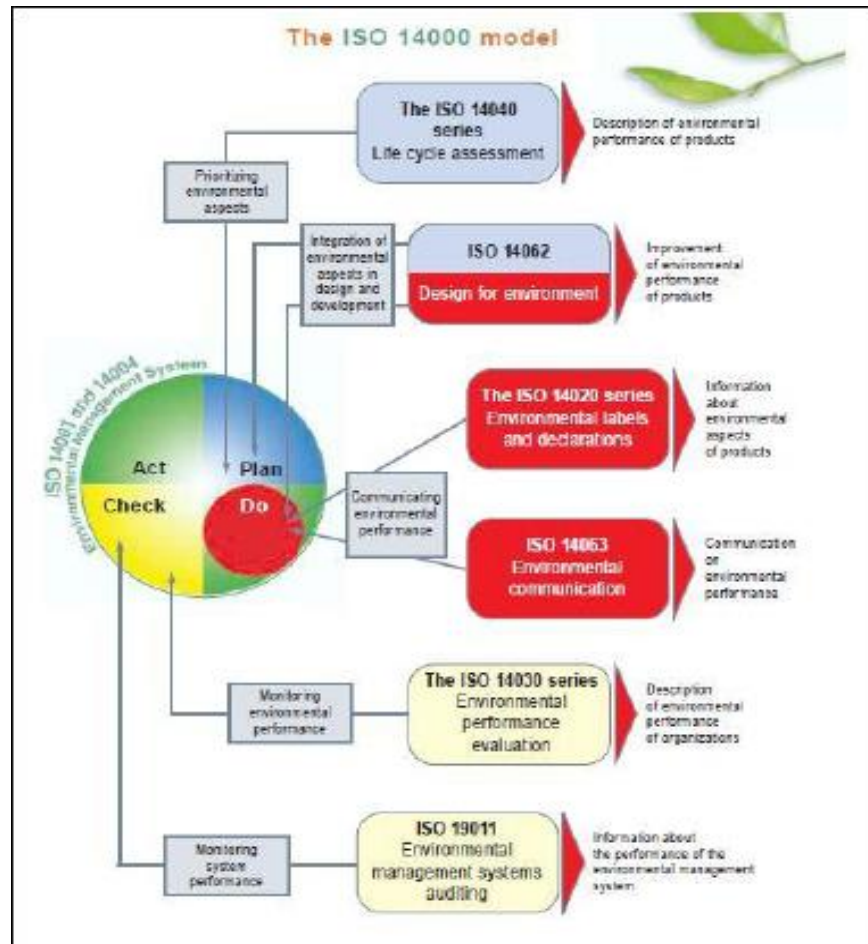 The ISO 14000 model
The ISO 14040
series
Life cycle assessment
Description of environmental
performance of products
Prioritizing
environmental
aspects
Integration of
environmental
aspects in
design and
development
ISO 14062
Design for environment
Improvement
of environmental
performance
of products
ISO 14001 and 14004
Environmental Management System
Act
Plan
Check
Do
The ISO 14020 series
Environmental labels
and declarations
Information
about
environmental
aspects
of products
Communicating
environmental
performance
ISO 14063
Environmental
communication
Communication
on
environmental
performance
Monitoring
environmental
performance
The ISO 14030 series
Environmental
performance
evaluation
Description
of environmental
performance
of organizations
Monitoring
system
performance
ISO 19011
Environmental
management systems
auditing
Information about
the performance of the
environmental management
system